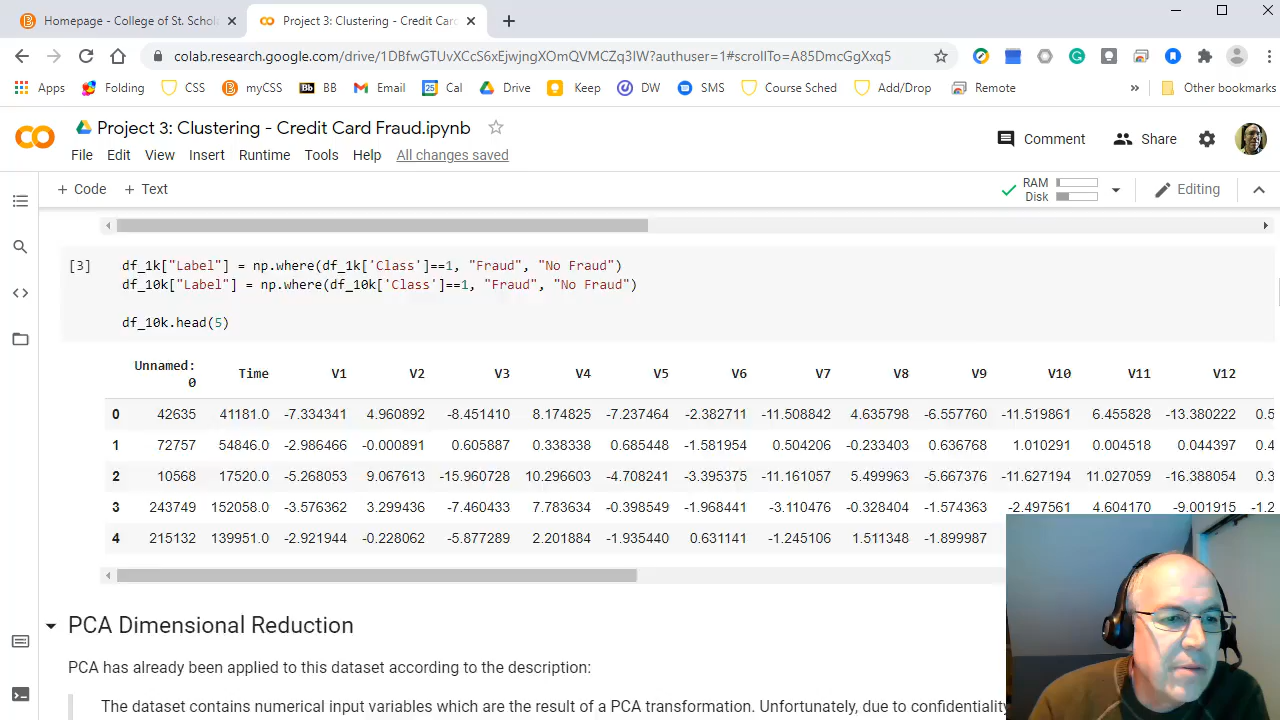 Homepage - College of St. Schol
Project 3: Clustering - Credit Card
colab.research.google.com/drive/1DBfwGTUvXCcS6xEjwjngXOmQVMCZq3IW?authuser=1#scrollTo=A85DmcGgXxq5
Apps Folding CSS myCSS BB Email Cal Drive Keep DW SMS Course Sched Add/Drop Remote » Other bookmarks
Project 3: Clustering - Credit Card Fraud.ipynb
Comment Share
File Edit View Insert Runtime Tools Help All changes saved
+ Code + Text
RAM
Disk
Editing
[3] df_1k["Label"] = np.where(df_1k['Class']==1, "Fraud", "No Fraud")
df_10k["Label"] = np.where(df_10k['Class']==1, "Fraud", "No Fraud")
df_10k.head(5)
Unnamed: 0 Time V1 V2 V3 V4 V5 V6 V7 V8 V9 V10 V11 V12
0 42635 41181.0 -7.334341 4.960892 -8.451410 8.174825 -7.237464 -2.382711 -11.508842 4.635798 -6.557760 -11.519861 6.455828 -13.380222 0.5
1 72757 54846.0 -2.986466 -0.000891 0.605887 0.338338 0.685448 -1.581954 0.504206 -0.233403 0.636768 1.010291 0.004518 0.044397 0.4
2 10568 17520.0 -5.268053 9.067613 -15.960728 10.296603 -4.708241 -3.395375 -11.161057 5.499963 -5.667376 -11.627194 11.027059 -16.388054 0.3
3 243749 152058.0 -3.576362 3.299436 -7.460433 7.783634 -0.398549 -1.968441 -3.110476 -0.328404 -1.574363 -2.497561 4.604170 -9.001915 -1.2
4 215132 139951.0 -2.921944 -0.228062 -5.877289 2.201884 -1.935440 0.631141 -1.245106 1.511348 -1.899987
PCA Dimensional Reduction
PCA has already been applied to this dataset according to the description:
The dataset contains numerical input variables which are the result of a PCA transformation. Unfortunately, due to confidentiality